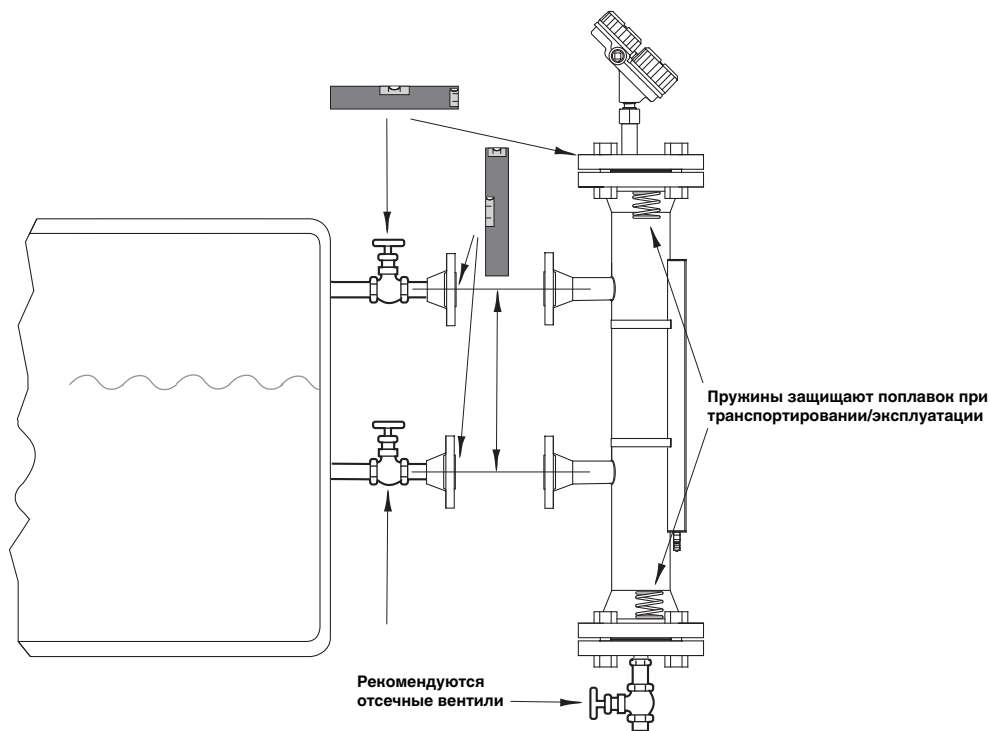 Пружины защищают поплавок при
транспортировании/эксплуатации
Рекомендуются
отсечные вентили